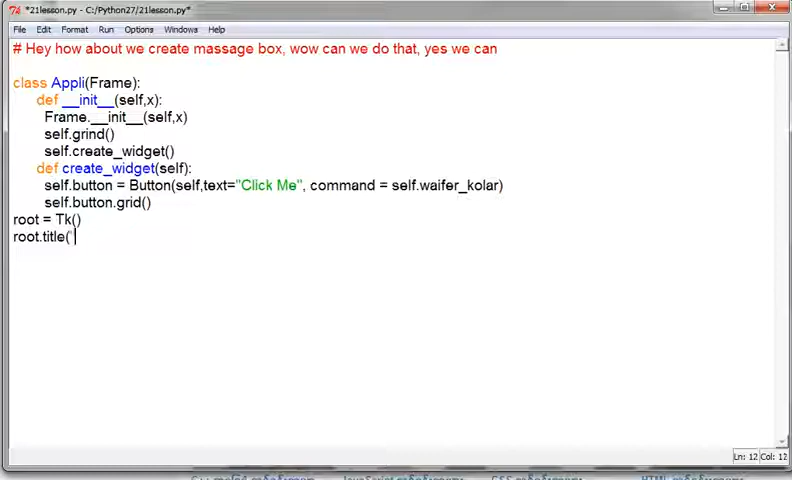 *21lesson.py - C:/Python27/21lesson.py*
File Edit Format Run Options Windows Help
# Hey how about we create massage box, wow can we do that, yes we can
class Appli(Frame):
def __init__(self,x):
Frame.__init__(self,x)
self.grind()
self.create_widget()
def create_widget(self):
self.button = Button(self,text="Click Me", command = self.waifer_kolar)
self.button.grid()
root = Tk()
root.title('
Ln: 12 Col: 12